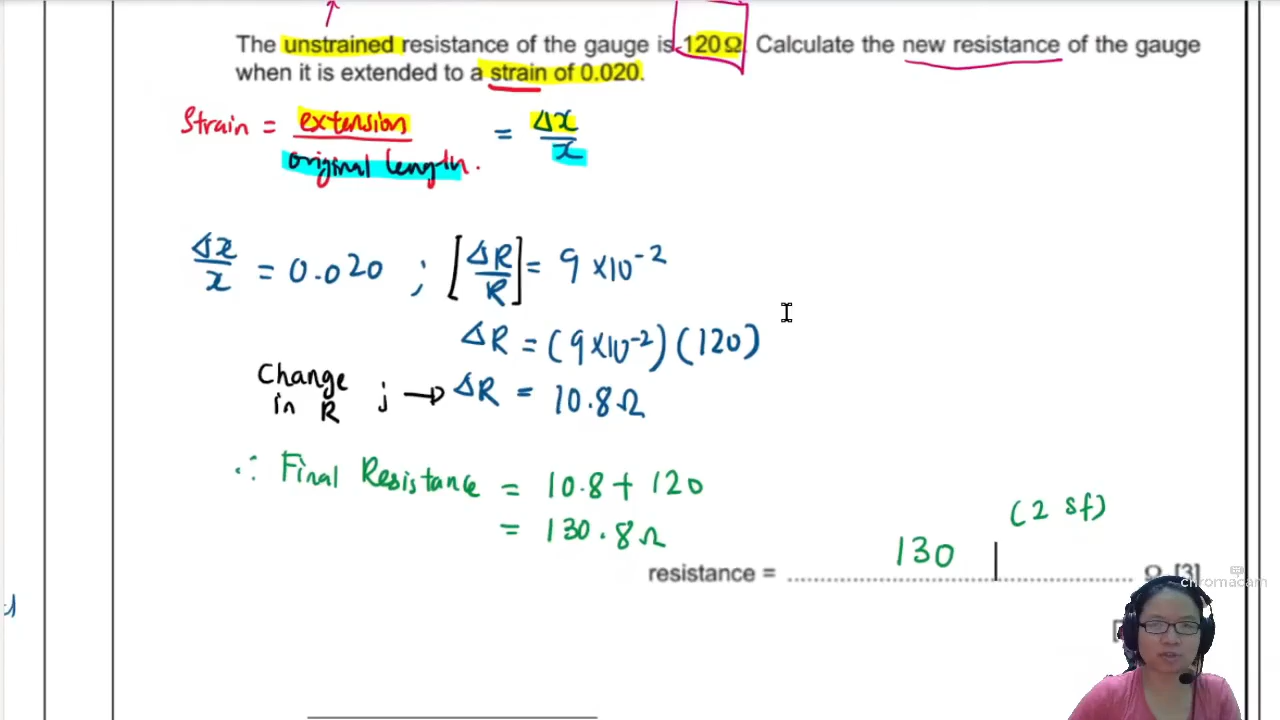 The unstrained resistance of the gauge is 120 Ω. Calculate the new resistance of the gauge
when it is extended to a strain of 0.020.
Strain = extension / original length. = Δx / x
Δx / x = 0.020 ; [ΔR / R] = 9 × 10⁻²
ΔR = (9×10⁻²)(120)
Change in R ; → ΔR = 10.8 Ω
∴ Final Resistance = 10.8 + 120
= 130.8 Ω
(2 sf)
resistance = 130 Ω [3]
chromacam